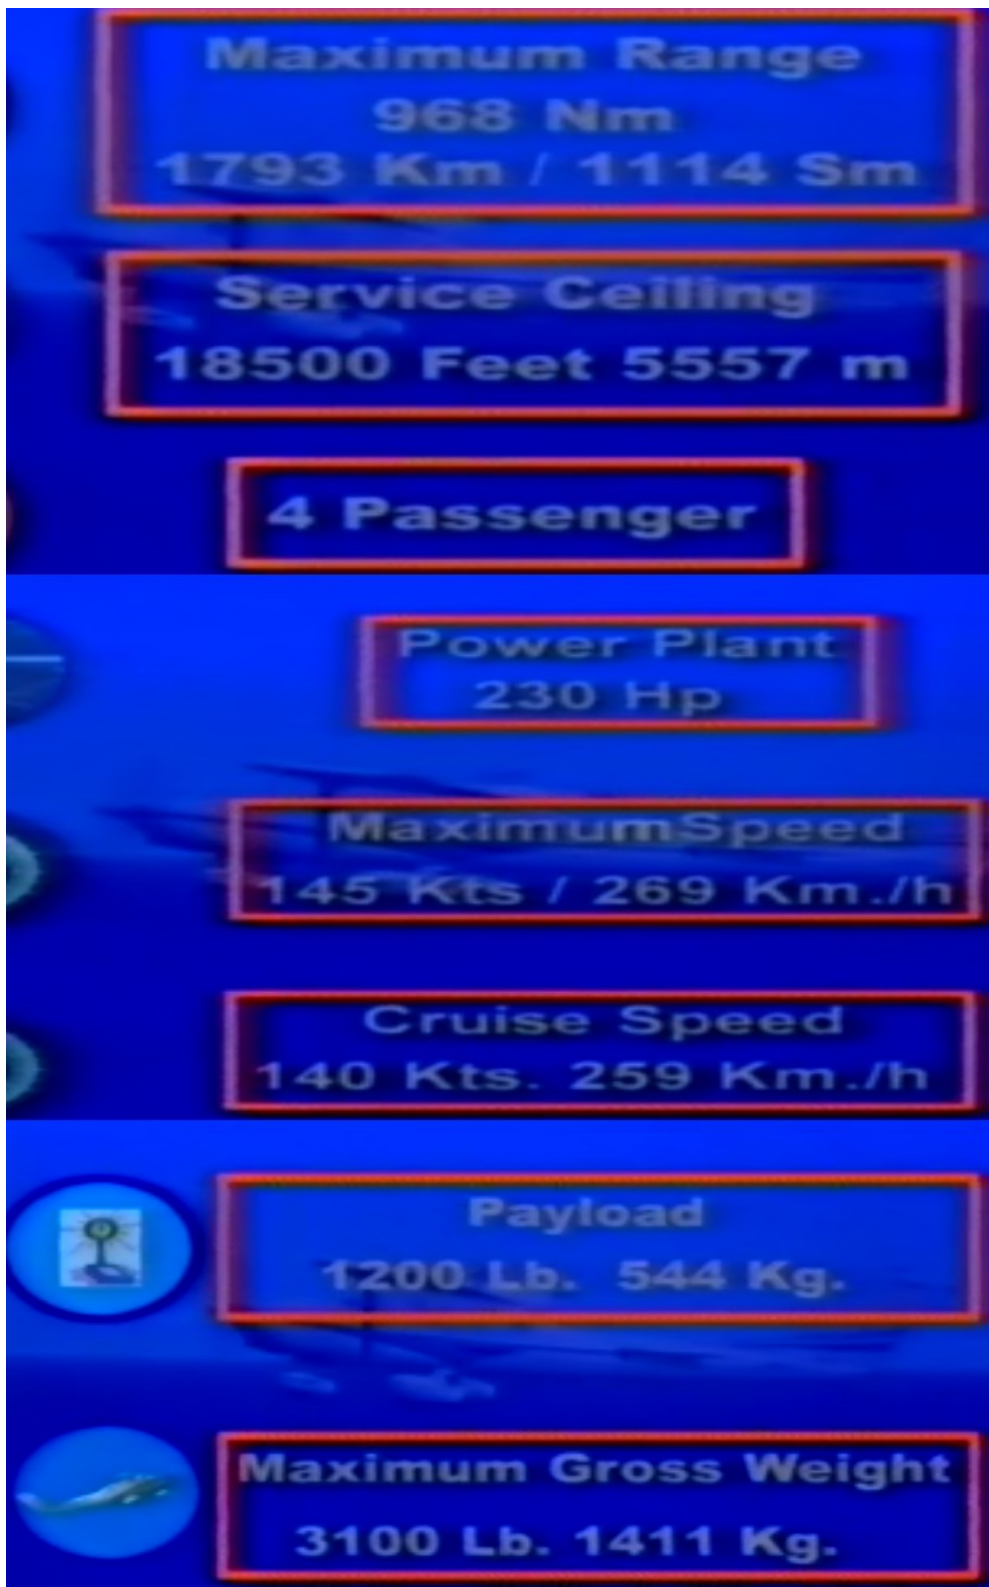 Maximum Range
968 Nm
1793 Km / 1114 Sm
Service Ceiling
18500 Feet 5557 m
4 Passenger
Power Plant
230 Hp
MaximumSpeed
145 Kts / 269 Km./h
Cruise Speed
140 Kts. 259 Km./h
Payload
1200 Lb. 544 Kg.
Maximum Gross Weight
3100 Lb. 1411 Kg.